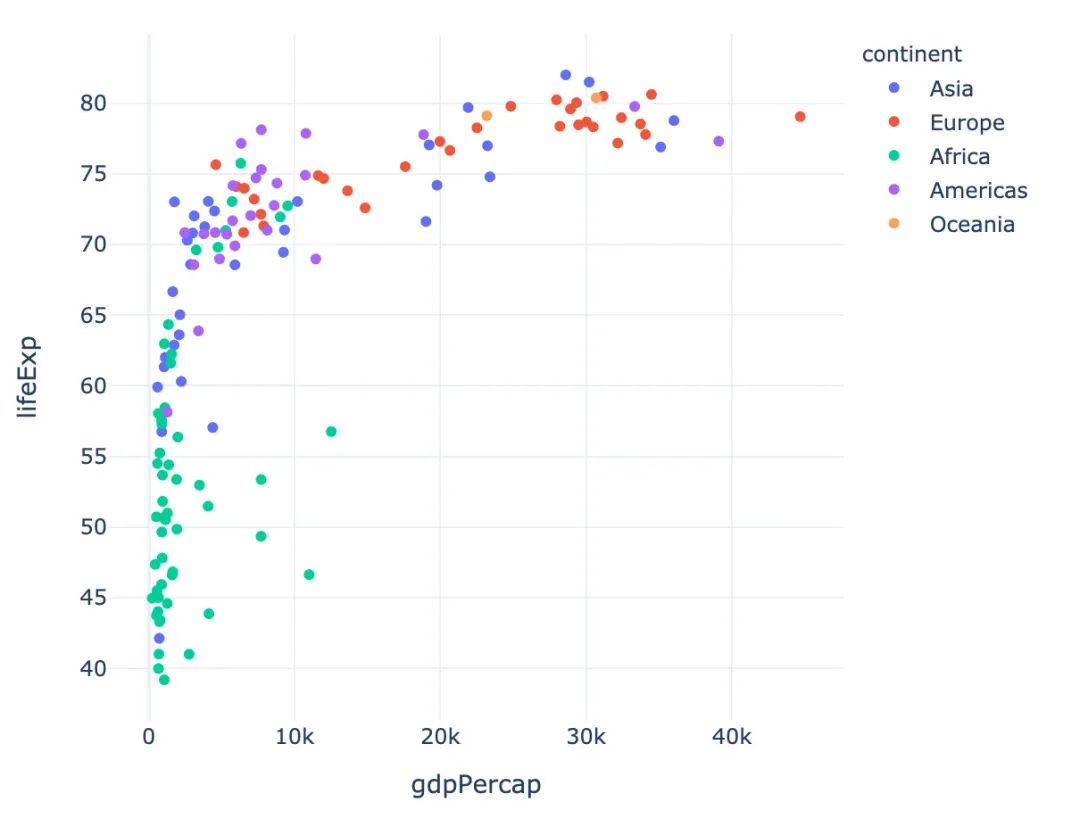 continent
Asia
Europe
Africa
Americas
Oceania
lifeExp
80
75
70
65
60
55
50
45
40
0 10k 20k 30k 40k
gdpPercap